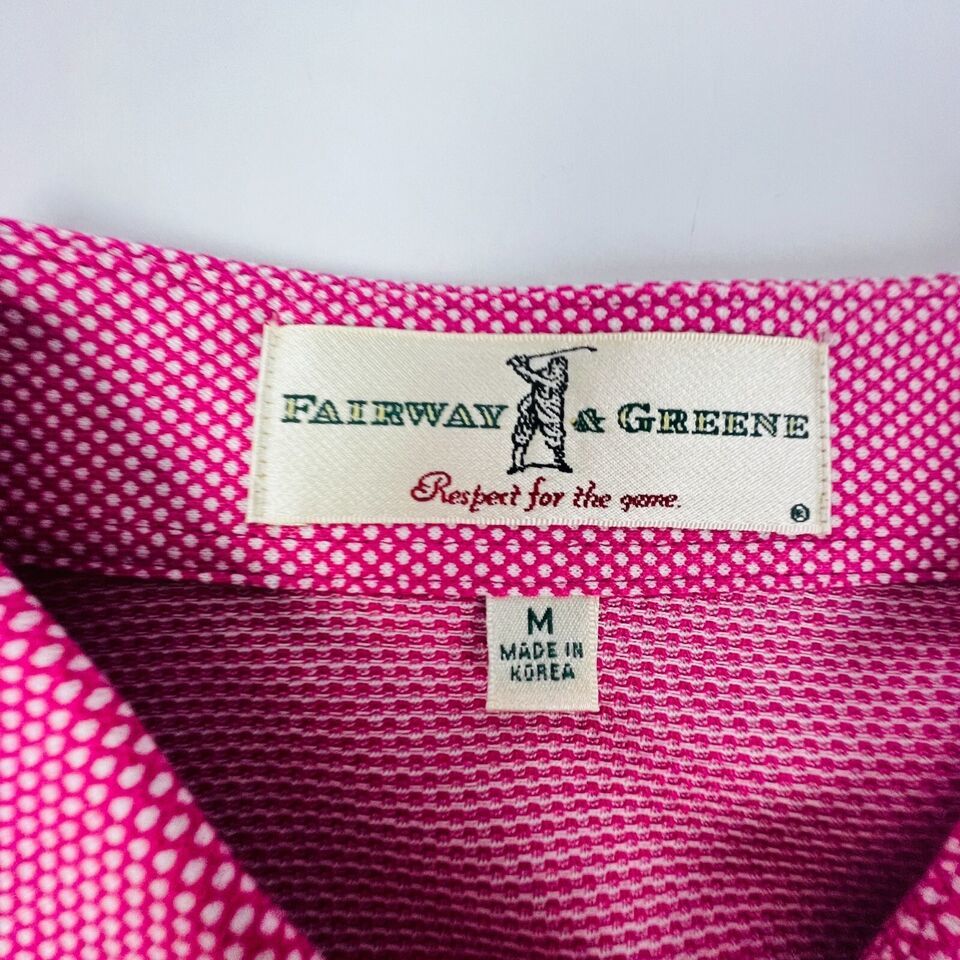 FAIRWAY & GREENE
Respect for the game.
®
M
MADE IN
KOREA